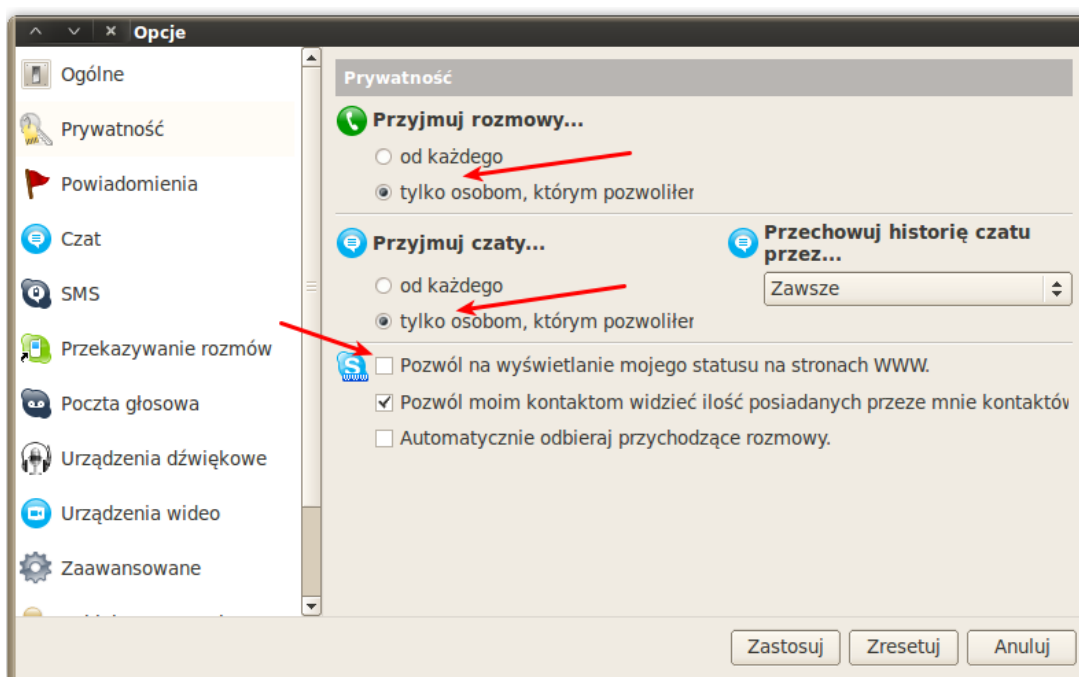 Opcje
Ogólne
Prywatność
Powiadomienia
Czat
SMS
Przekazywanie rozmów
Poczta głosowa
Urządzenia dźwiękowe
Urządzenia wideo
Zaawansowane
Prywatność
Przyjmuj rozmowy...
od każdego
tylko osobom, którym pozwoliłer
Przyjmuj czaty...
od każdego
tylko osobom, którym pozwoliłer
Przechowuj historię czatu
przez...
Zawsze
S
www
Pozwól na wyświetlanie mojego statusu na stronach WWW.
Pozwól moim kontaktom widzieć ilość posiadanych przeze mnie kontaktów
Automatycznie odbieraj przychodzące rozmowy.
Zastosuj
Zresetuj
Anuluj